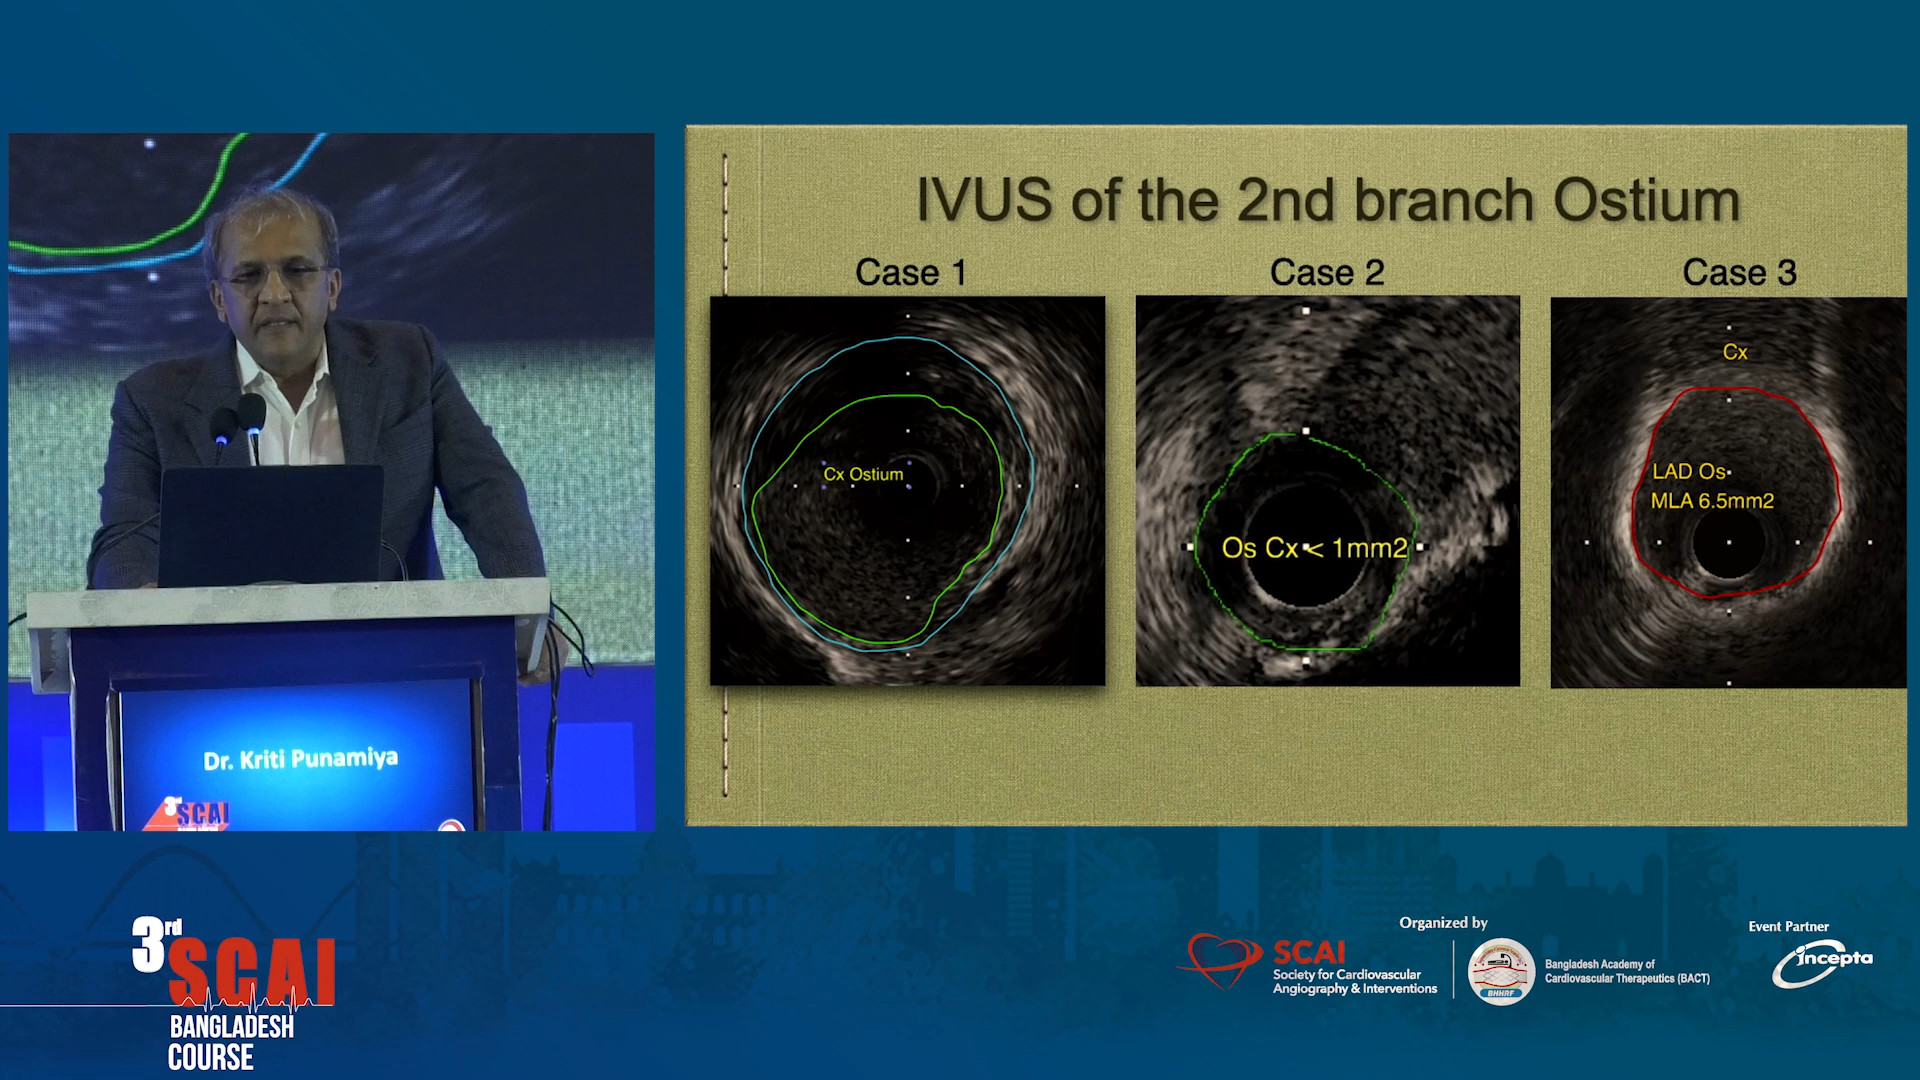 IVUS of the 2nd branch Ostium
Case 1
Case 2
Case 3
Cx Ostium
Os Cx < 1mm2
Cx
LAD Os
MLA 6.5mm2
Dr. Kriti Punamiya
3rd SCAI
3rd
SCAI
BANGLADESH
COURSE
Organized by
SCAI
Society for Cardiovascular
Angiography & Interventions
BHHRF
Bangladesh Academy of
Cardiovascular Therapeutics (BACT)
Event Partner
incepta